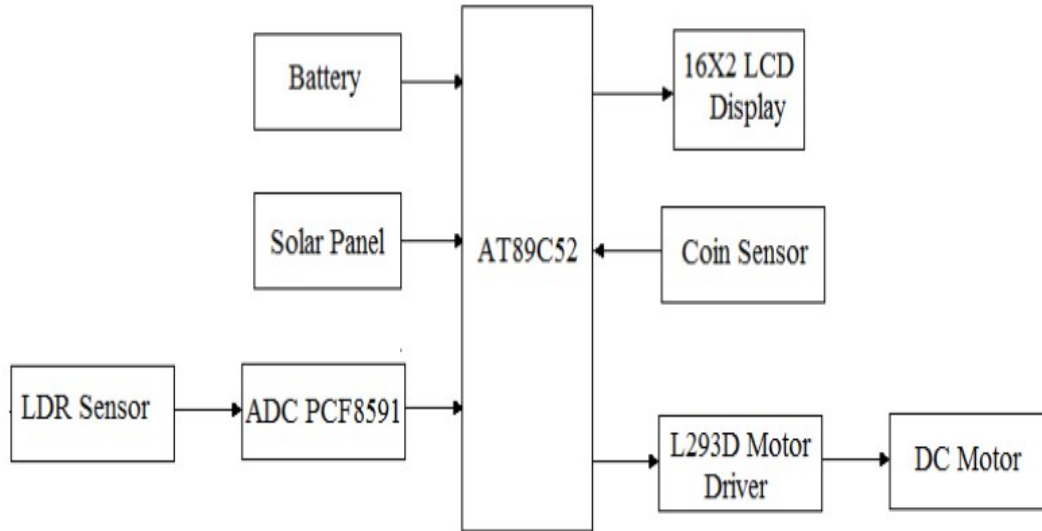 Battery
16X2 LCD
Display
Solar Panel
AT89C52
Coin Sensor
LDR Sensor
ADC PCF8591
L293D Motor
Driver
DC Motor